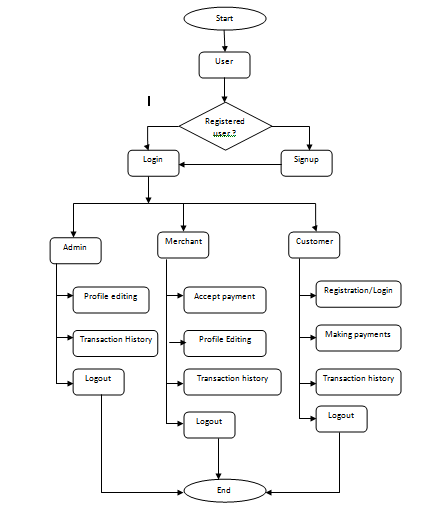 Start
User
Registered
user?
Login
Signup
Admin
Merchant
Customer
Profile editing
Transaction History
Logout
Accept payment
Profile Editing
Transaction history
Logout
Registration/Login
Making payments
Transaction history
Logout
End